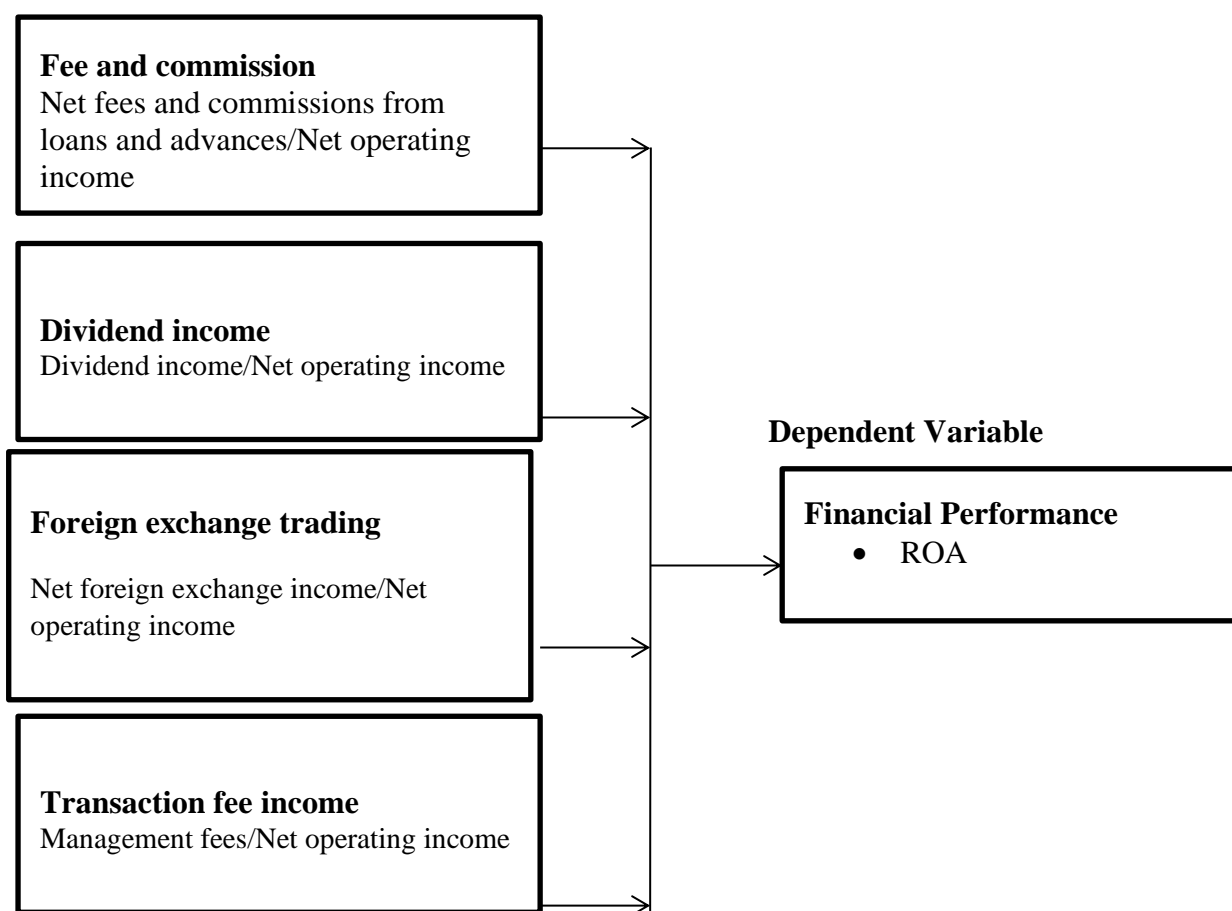 Fee and commission
Net fees and commissions from
loans and advances/Net operating
income
Dividend income
Dividend income/Net operating income
Foreign exchange trading
Net foreign exchange income/Net
operating income
Transaction fee income
Management fees/Net operating income
Dependent Variable
Financial Performance
• ROA